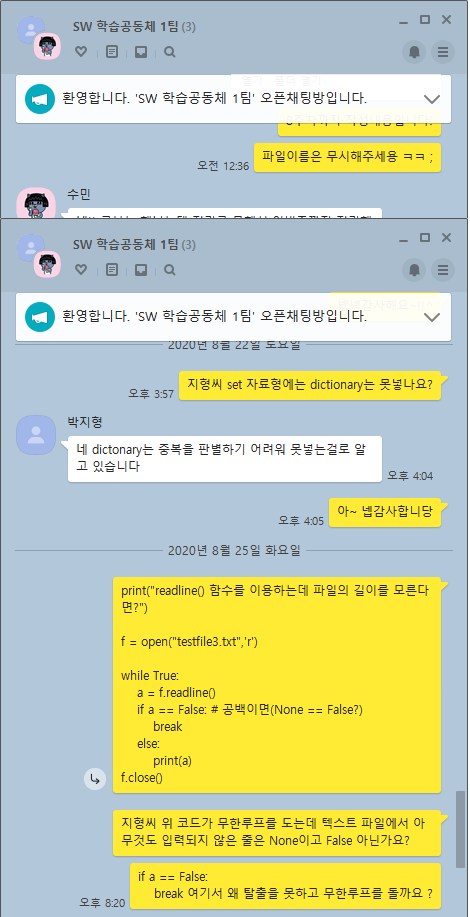 SW 학습공동체 1팀 (3)
환영합니다. 'SW 학습공동체 1팀' 오픈채팅방입니다.
파일이름은 무시해주세용 ㅋㅋ ;
오전 12:36
수민
SW 학습공동체 1팀 (3)
환영합니다. 'SW 학습공동체 1팀' 오픈채팅방입니다.
2020년 8월 22일 토요일
지형씨 set 자료형에는 dictionary는 못넣나요?
오후 3:57
박지형
네 dictonary는 중복을 판별하기 어려워 못넣는걸로 알
고 있습니다
오후 4:04
아~ 넵감사합니당
오후 4:05
2020년 8월 25일 화요일
print("readline() 함수를 이용하는데 파일의 길이를 모른다
면?")
f = open("testfile3.txt",'r')
while True:
a = f.readline()
if a == False: # 공백이면(None == False?)
break
else:
print(a)
f.close()
지형씨 위 코드가 무한루프를 도는데 텍스트 파일에서 아
무것도 입력되지 않은 줄은 None이고 False 아닌가요?
if a == False:
break 여기서 왜 탈출을 못하고 무한루프를 돌까요 ?
오후 8:20